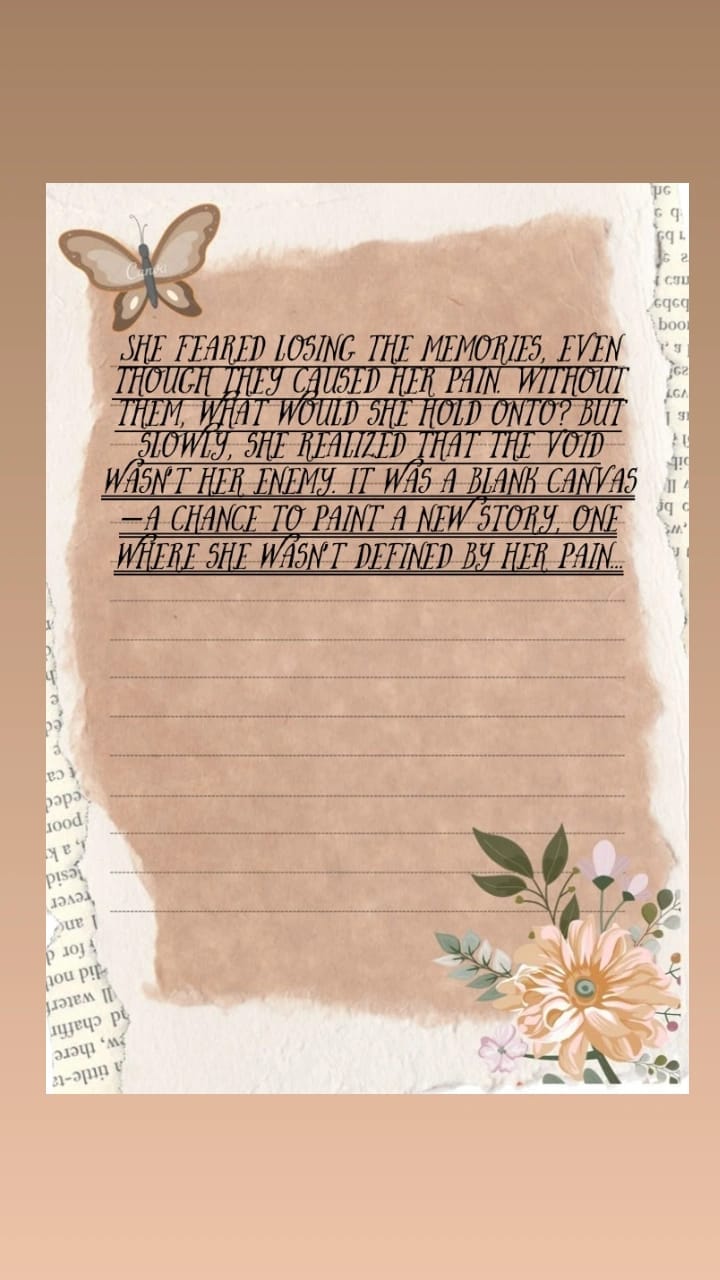 Canva
SHE FEARED LOSING THE MEMORIES, EVEN
THOUGH THEY CAUSED HER PAIN. WITHOUT
THEM, WHAT WOULD SHE HOLD ONTO? BUT
SLOWLY, SHE REALIZED THAT THE VOID
WASN'T HER ENEMY. IT WAS A BLANK CANVAS
—A CHANCE TO PAINT A NEW STORY, ONE
WHERE SHE WASN'T DEFINED BY HER PAIN...